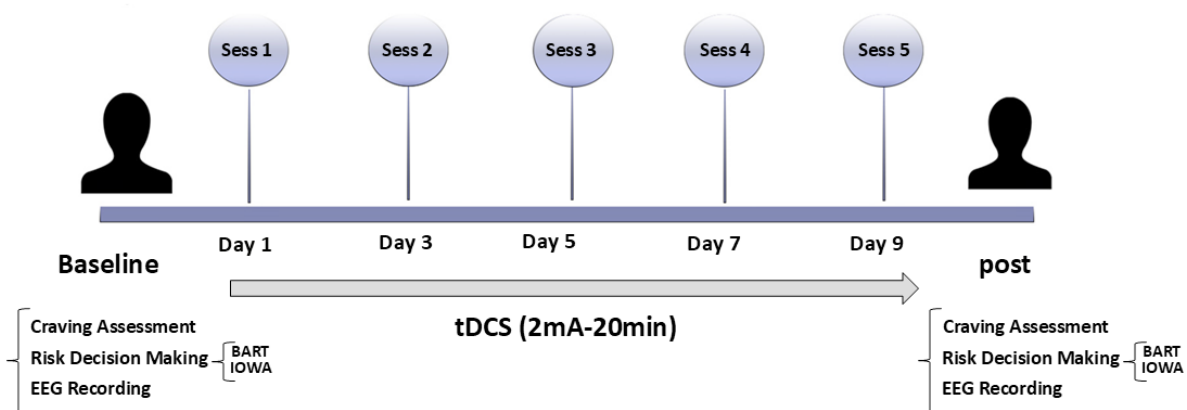 Sess 1
Sess 2
Sess 3
Sess 4
Sess 5
Day 1
Day 3
Day 5
Day 7
Day 9
Baseline
post
tDCS (2mA-20min)
Craving Assessment
Risk Decision Making
BART
IOWA
EEG Recording
Craving Assessment
Risk Decision Making
BART
IOWA
EEG Recording